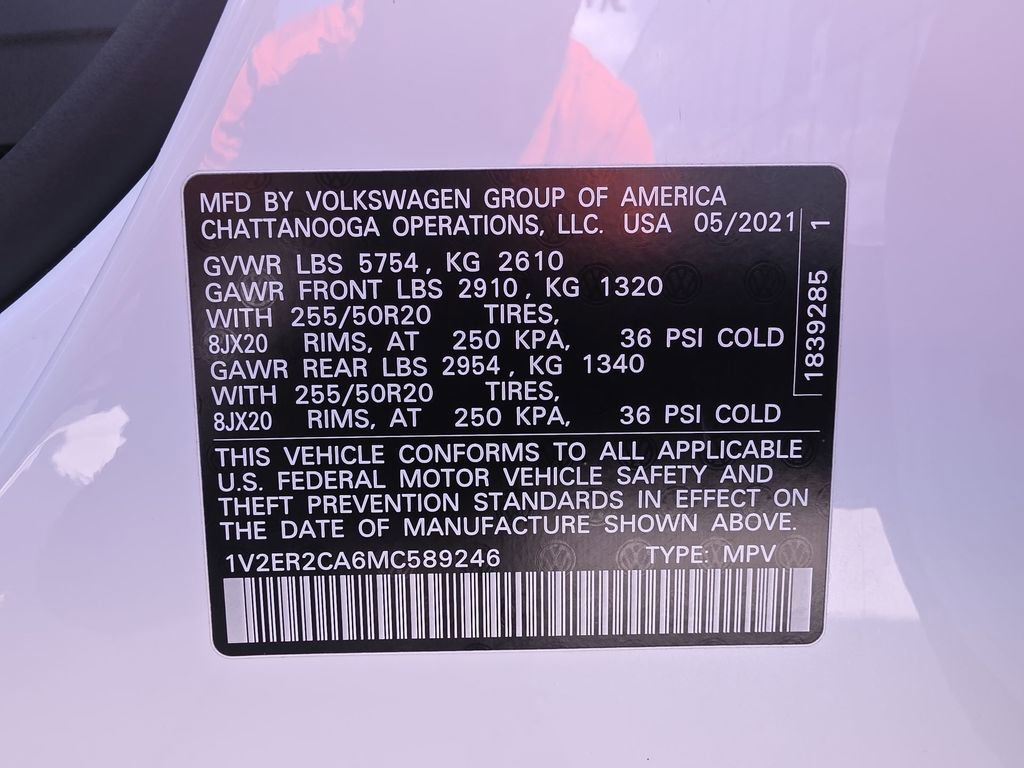 MFD BY VOLKSWAGEN GROUP OF AMERICA
CHATTANOOGA OPERATIONS, LLC. USA 05/2021
GVWR LBS 5754, KG 2610
GAWR FRONT LBS 2910, KG 1320
WITH 255/50R20 TIRES,
8JX20 RIMS, AT 250 KPA, 36 PSI COLD
GAWR REAR LBS 2954, KG 1340
WITH 255/50R20 TIRES,
8JX20 RIMS, AT 250 KPA, 36 PSI COLD
1839285 1
THIS VEHICLE CONFORMS TO ALL APPLICABLE
U.S. FEDERAL MOTOR VEHICLE SAFETY AND
THEFT PREVENTION STANDARDS IN EFFECT ON
THE DATE OF MANUFACTURE SHOWN ABOVE.
1V2ER2CA6MC589246 TYPE: MPV